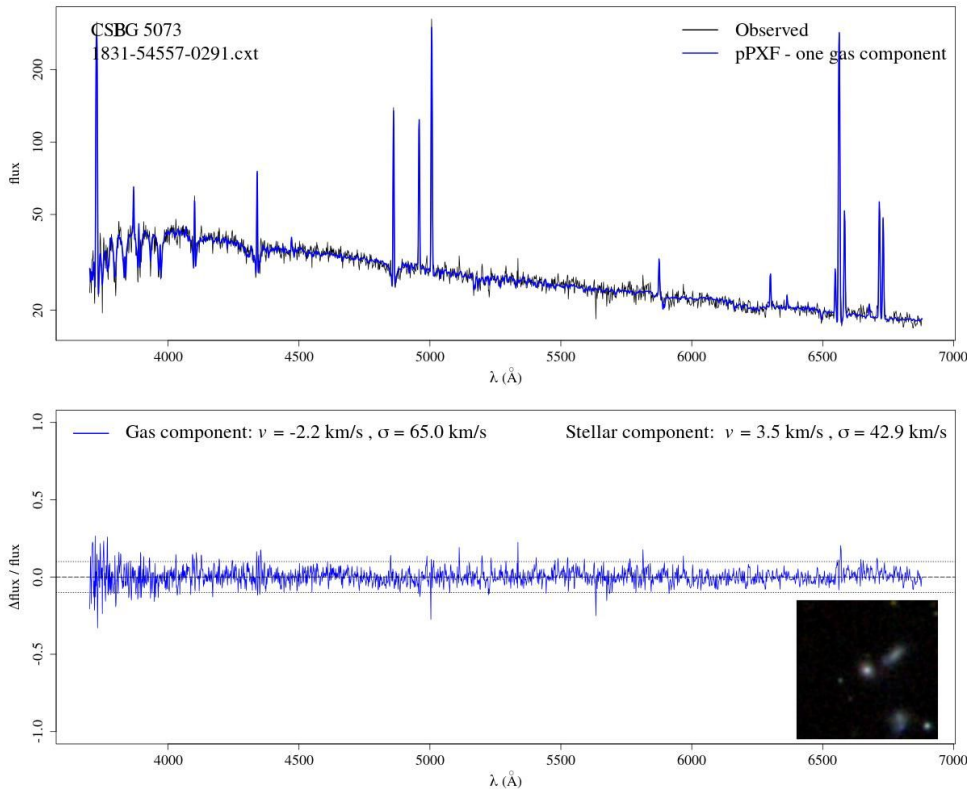 1831-54557-0291.cxt
Observed
pPXF - one gas component
flux
200
100
50
20
4000 4500 5000 5500 6000 6500 7000
λ (Å)
Gas component: v = -2.2 km/s , σ = 65.0 km/s
Stellar component: v = 3.5 km/s , σ = 42.9 km/s
Δflux / flux
1.0
0.5
0.0
-0.5
-1.0
4000 4500 5000 5500 6000 6500 7000
λ (Å)